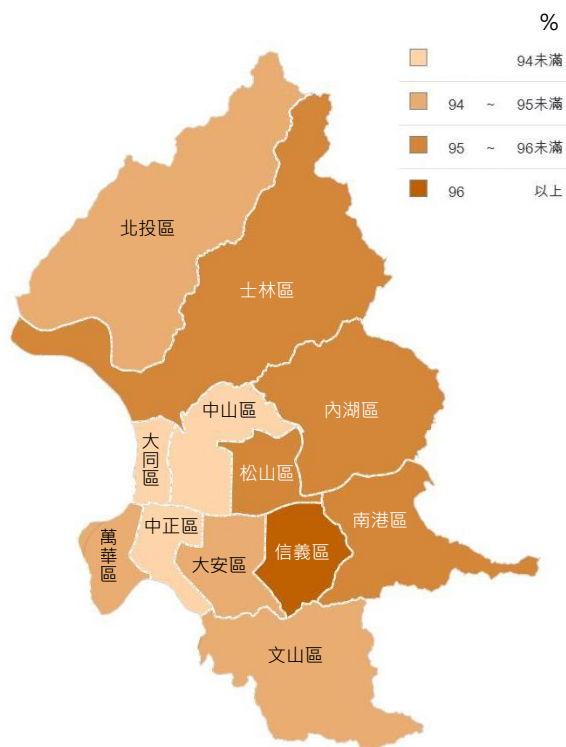 %
94未滿
94 ~ 95未滿
95 ~ 96未滿
96 以上
北投區
士林區
中山區
內湖區
大同區
松山區
南港區
中正區
萬華區
大安區
信義區
文山區